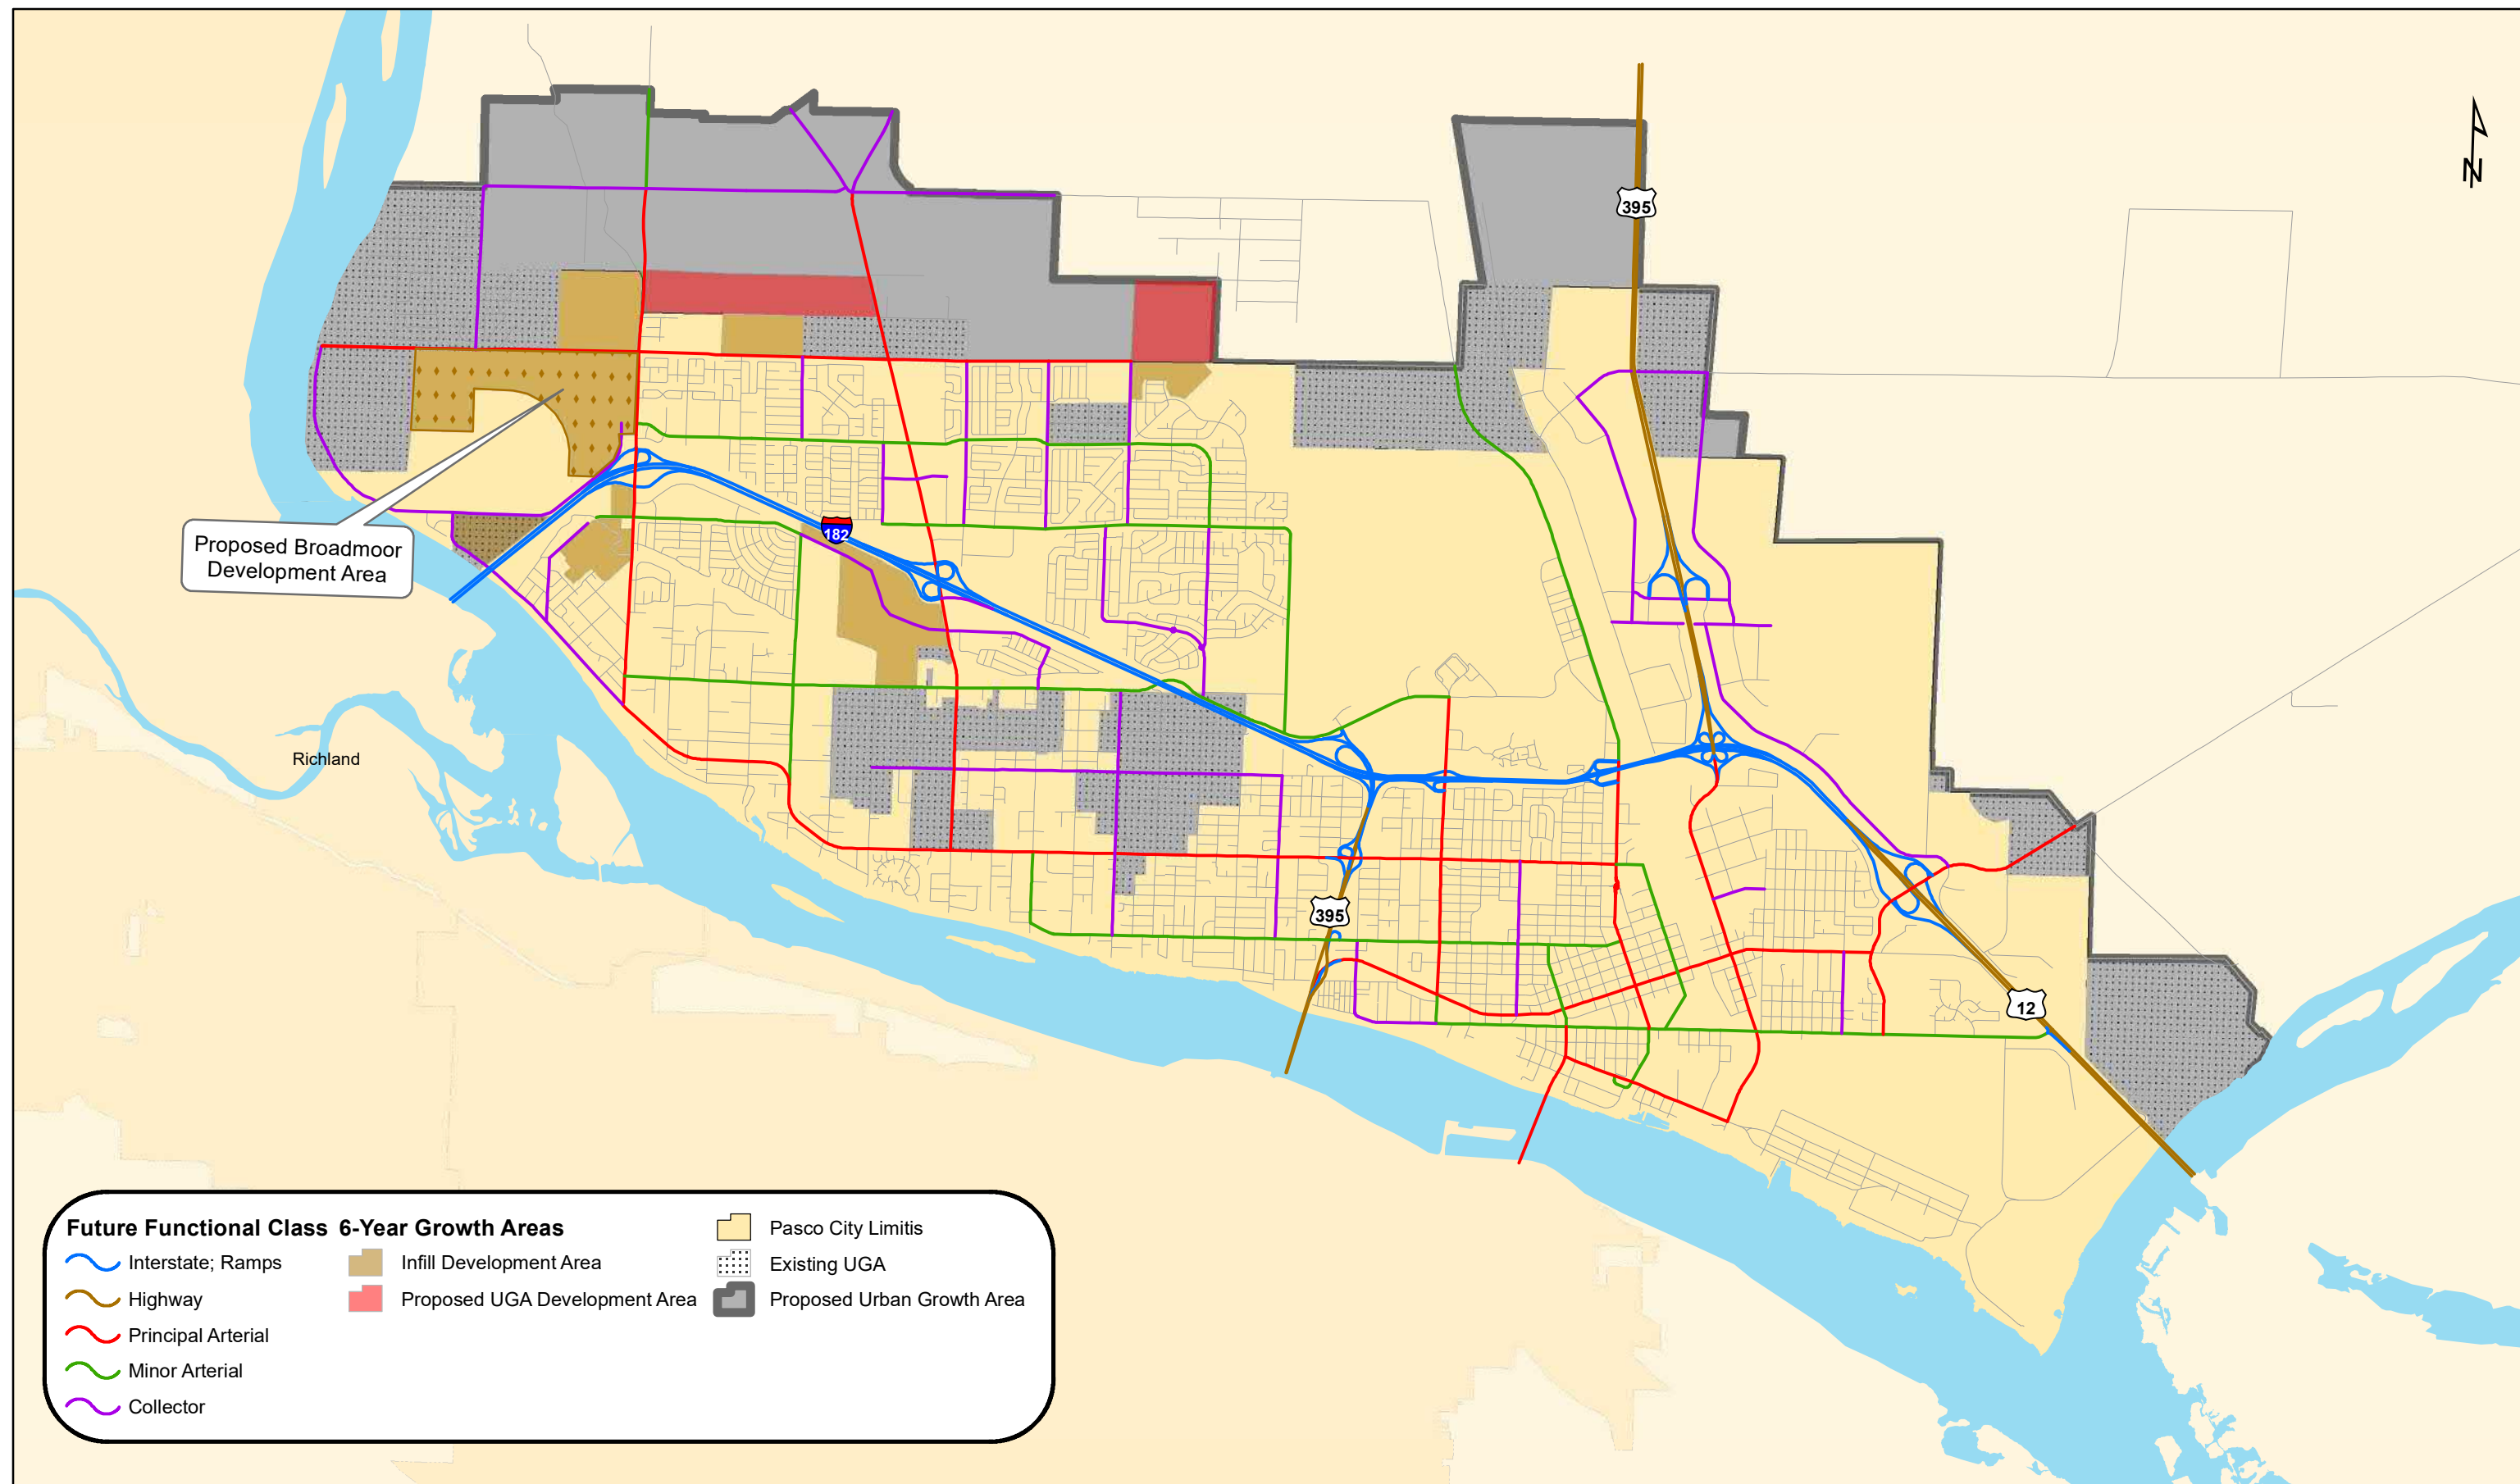 395
N
182
Proposed Broadmoor
Development Area
Richland
395
12
Future Functional Class
Interstate; Ramps
Highway
Principal Arterial
Minor Arterial
Collector
6-Year Growth Areas
Infill Development Area
Proposed UGA Development Area
Pasco City Limitis
Existing UGA
Proposed Urban Growth Area